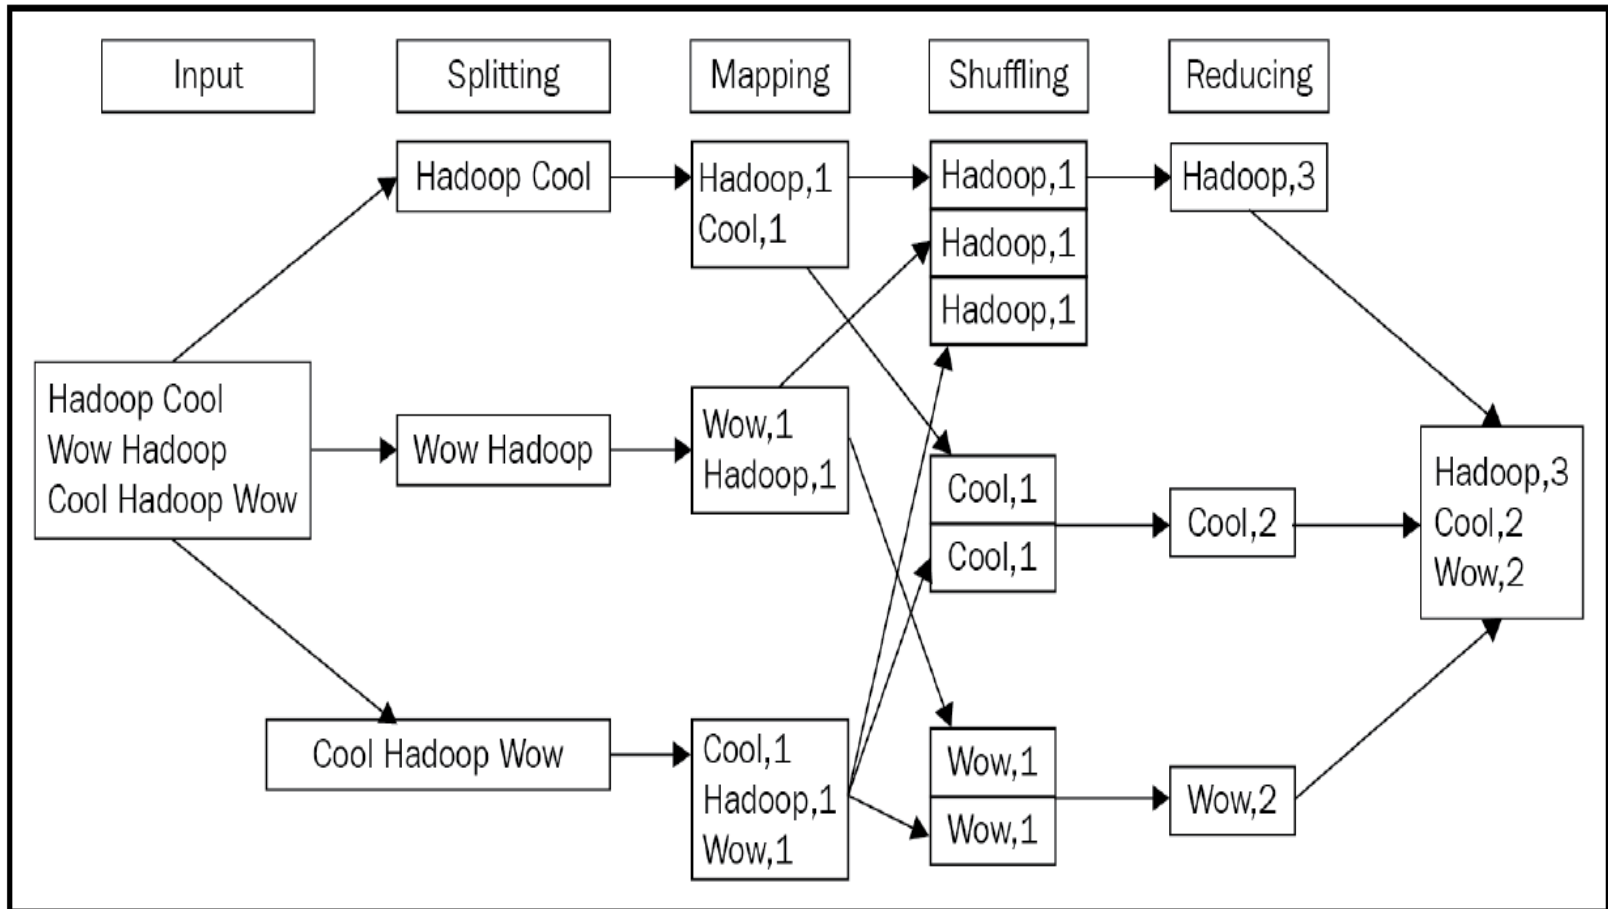 Input
Splitting
Mapping
Shuffling
Reducing
Hadoop Cool
Wow Hadoop
Cool Hadoop Wow
Hadoop Cool
Wow Hadoop
Cool Hadoop Wow
Hadoop,1
Cool,1
Wow,1
Hadoop,1
Cool,1
Hadoop,1
Wow,1
Hadoop,1
Hadoop,1
Hadoop,1
Cool,1
Cool,1
Wow,1
Wow,1
Hadoop,3
Cool,2
Wow,2
Hadoop,3
Cool,2
Wow,2